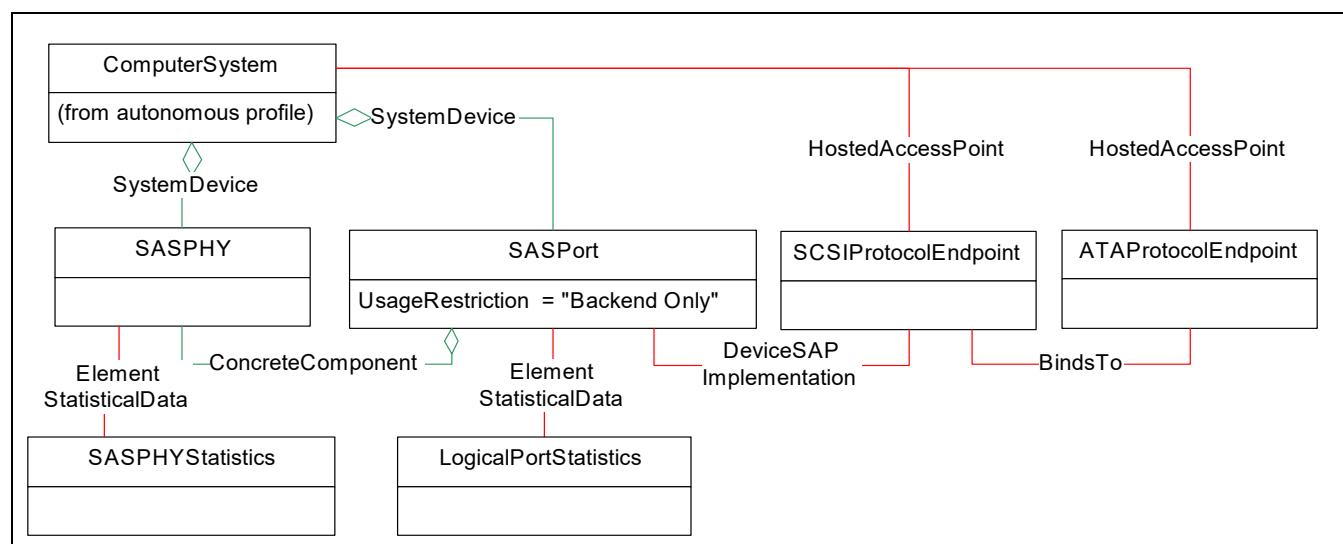 ComputerSystem
(from autonomous profile)
SystemDevice
HostedAccessPoint
HostedAccessPoint
SystemDevice
SASPHY
SASPort
UsageRestriction = "Backend Only"
SCSIProtocolEndpoint
ATAProtocolEndpoint
ConcreteComponent
DeviceSAP
Implementation
BindsTo
Element
StatisticalData
Element
StatisticalData
SASPHYStatistics
LogicalPortStatistics